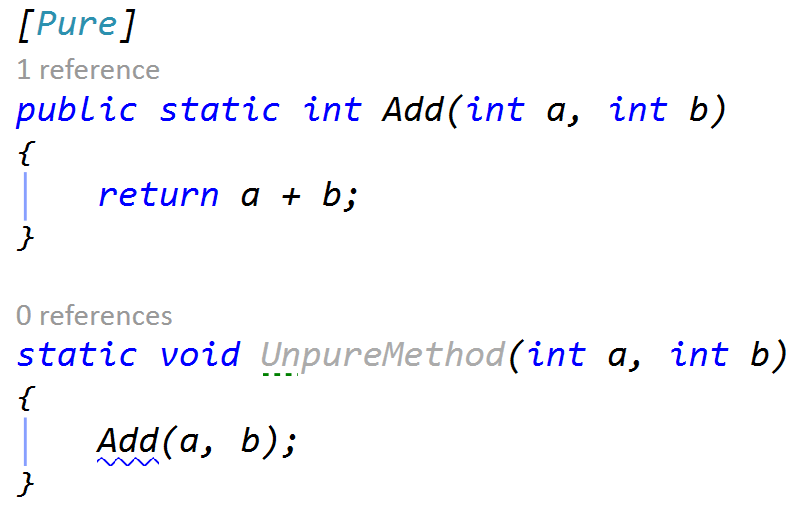 [Pure]
1 reference
public static int Add(int a, int b)
{
    return a + b;
}
0 references
static void UnpureMethod(int a, int b)
{
    Add(a, b);
}